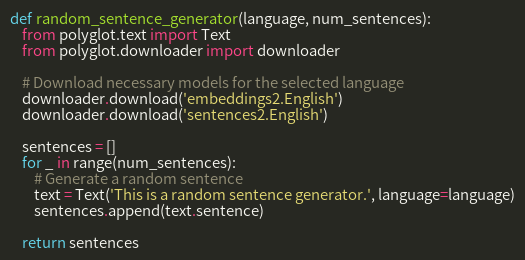 def random_sentence_generator(language, num_sentences):
from polyglot.text import Text
from polyglot.downloader import downloader
# Download necessary models for the selected language
downloader.download('embeddings2.English')
downloader.download('sentences2.English')
sentences = []
for _ in range(num_sentences):
# Generate a random sentence
text = Text('This is a random sentence generator.', language=language)
sentences.append(text.sentence)
return sentences